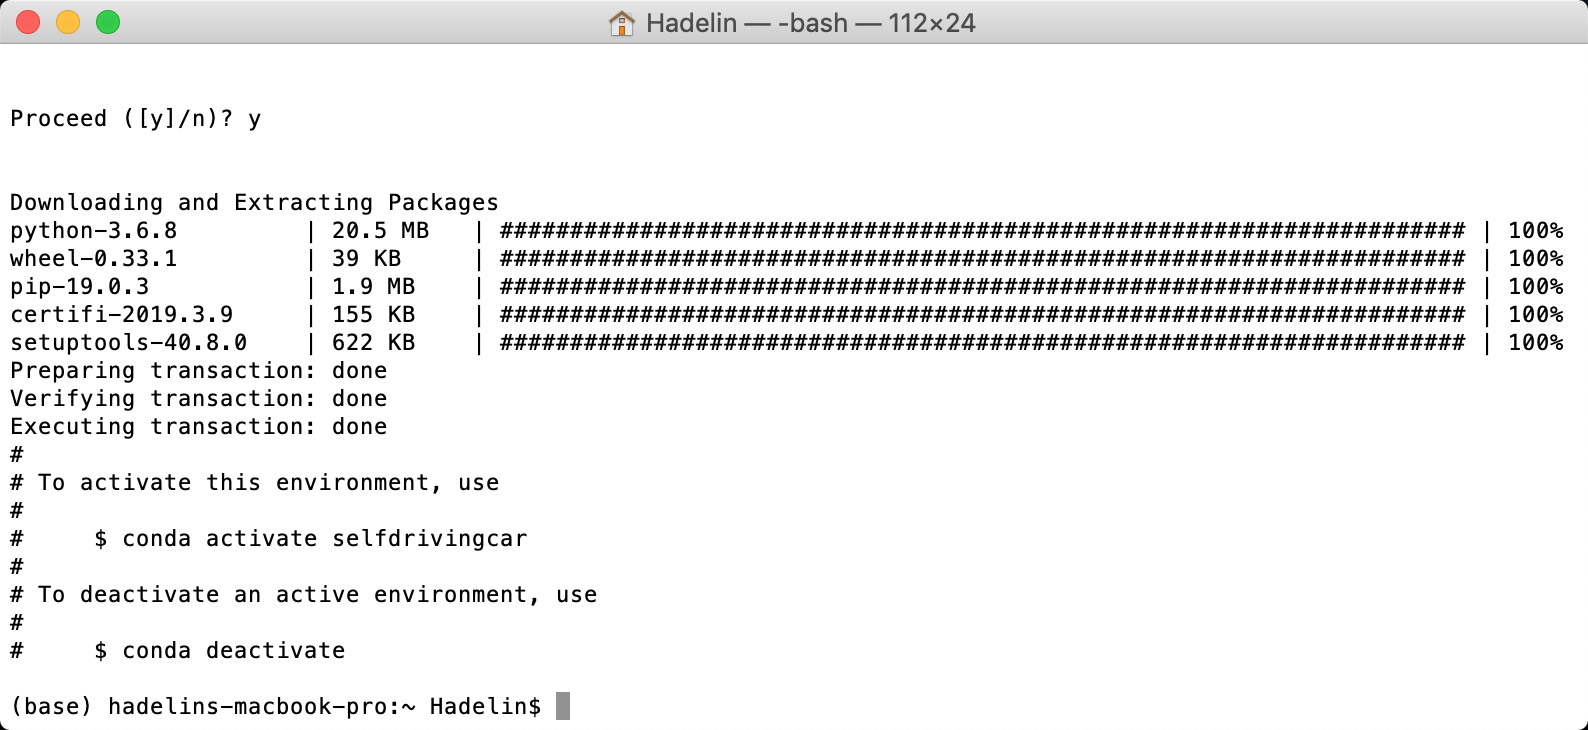 Hadelin — -bash — 112×24
Proceed ([y]/n)? y
Downloading and Extracting Packages
python-3.6.8 | 20.5 MB | ##################################################################### | 100%
wheel-0.33.1 | 39 KB | ##################################################################### | 100%
pip-19.0.3 | 1.9 MB | ##################################################################### | 100%
certifi-2019.3.9 | 155 KB | ##################################################################### | 100%
setuptools-40.8.0 | 622 KB | ##################################################################### | 100%
Preparing transaction: done
Verifying transaction: done
Executing transaction: done
#
# To activate this environment, use
#
#     $ conda activate selfdrivingcar
#
# To deactivate an active environment, use
#
#     $ conda deactivate
(base) hadelins-macbook-pro:~ Hadelin$